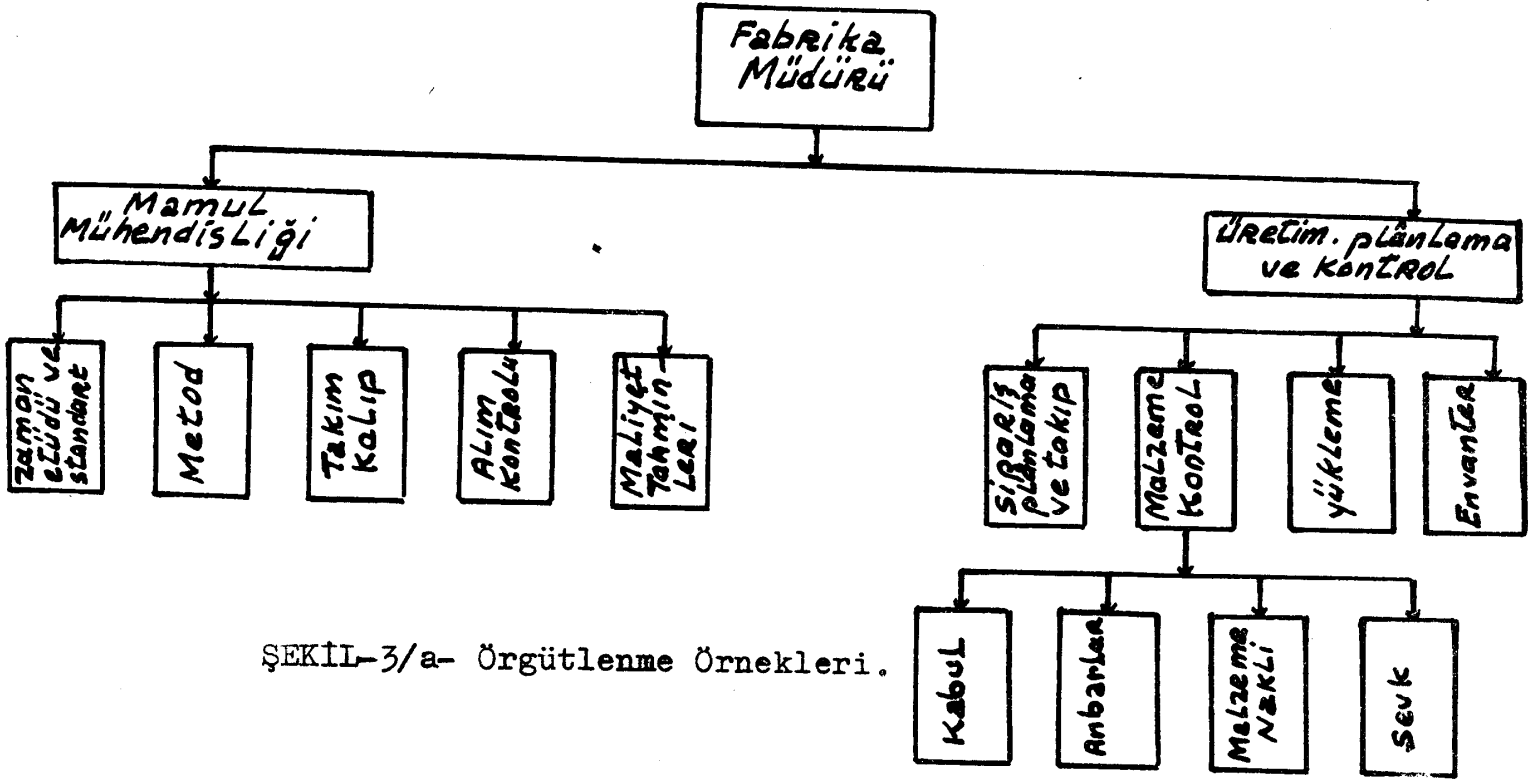 Fabrika
Müdürü
Mamul
Mühendisliği
Üretim. plânlama
ve kontrol
zaman
etüdü ve
standart
Metod
Takım
kalıp
Alım
kontrolu
Maliyet
Tahmin-
leri
Sipariş
plânlama
ve takip
Malzeme
kontrol
yükleme
Envanter
Kabul
Anbarlar
Malzeme
Nakli
Sevk
ŞEKİL-3/a- Örgütlenme Örnekleri.